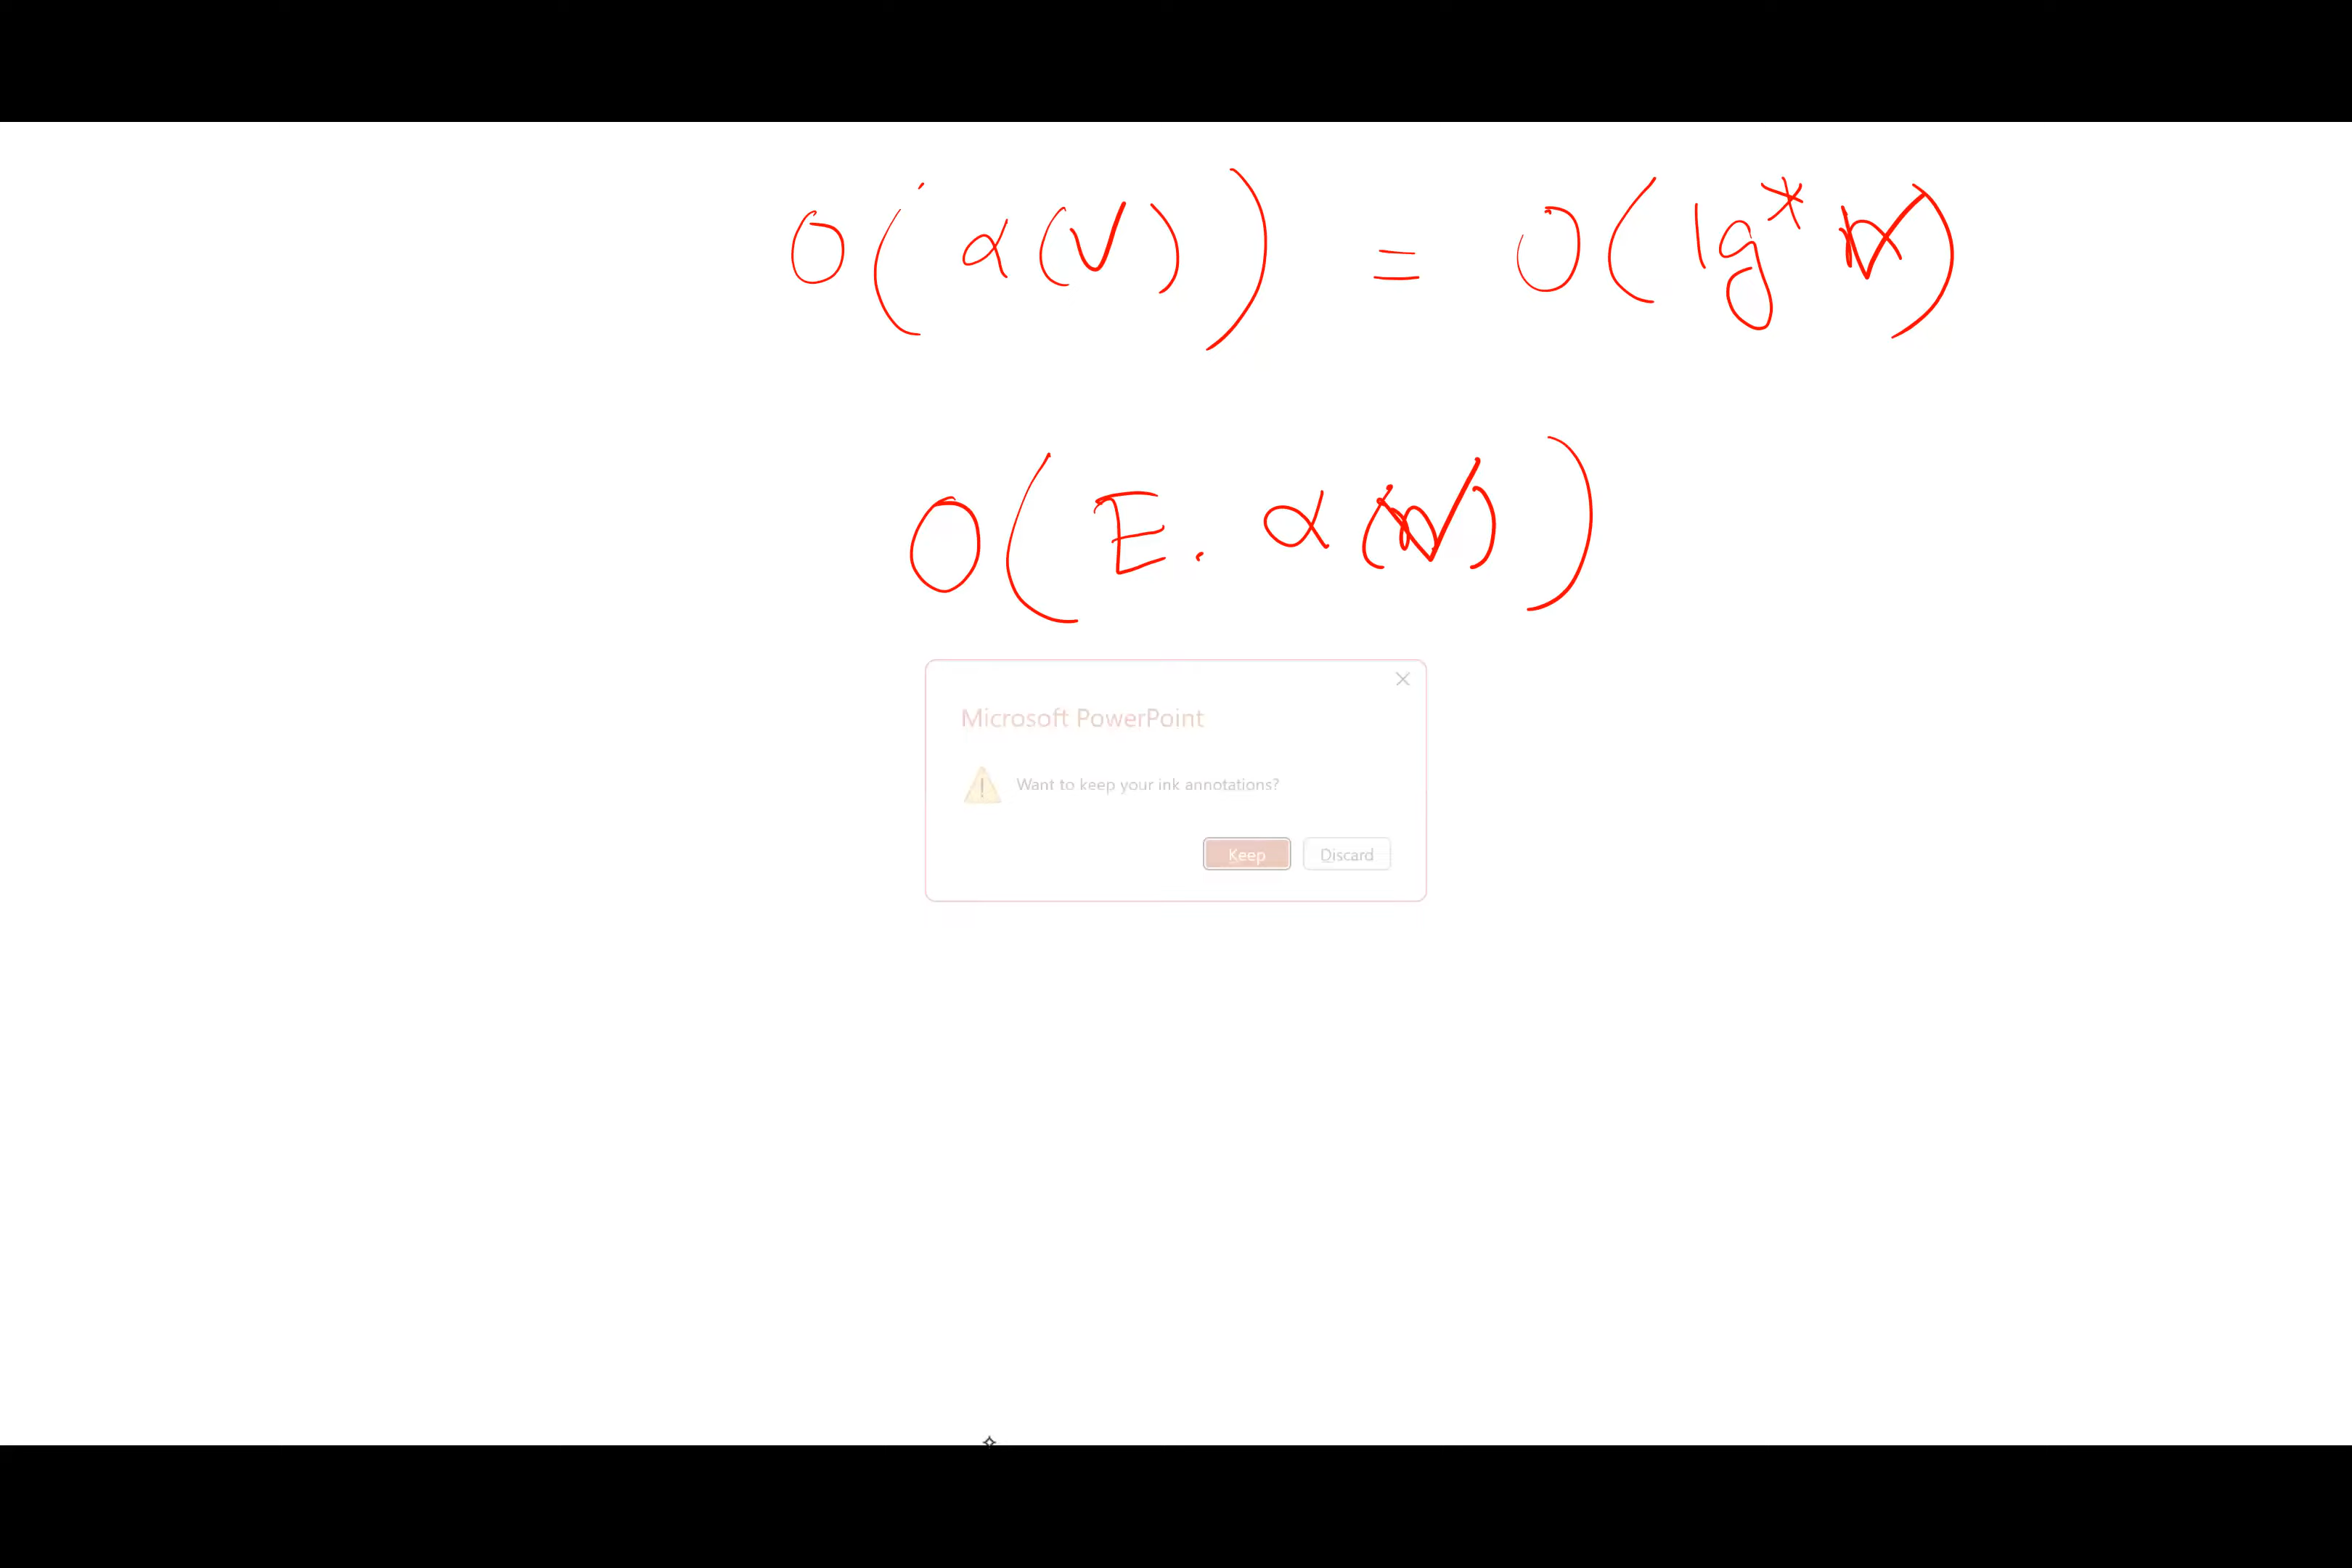 O(α(V)) = O(lg* V)
O(E. α(V))
Microsoft PowerPoint
Want to keep your ink annotations?
Keep Discard